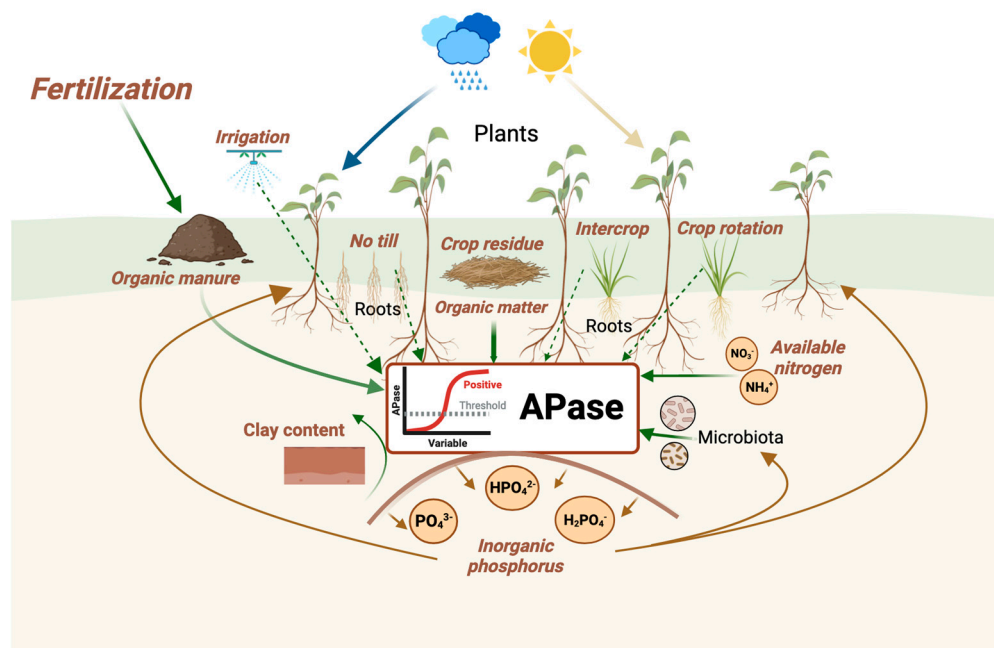 Fertilization
Irrigation
Plants
No till
Crop residue
Intercrop
Crop rotation
Organic manure
Organic matter
Roots
Roots
NO₃⁻
Available
nitrogen
NH₄⁺
APase
Positive
Threshold
Variable
APase
Clay content
Microbiota
HPO₄²⁻
PO₄³⁻
H₂PO₄⁻
Inorganic
phosphorus